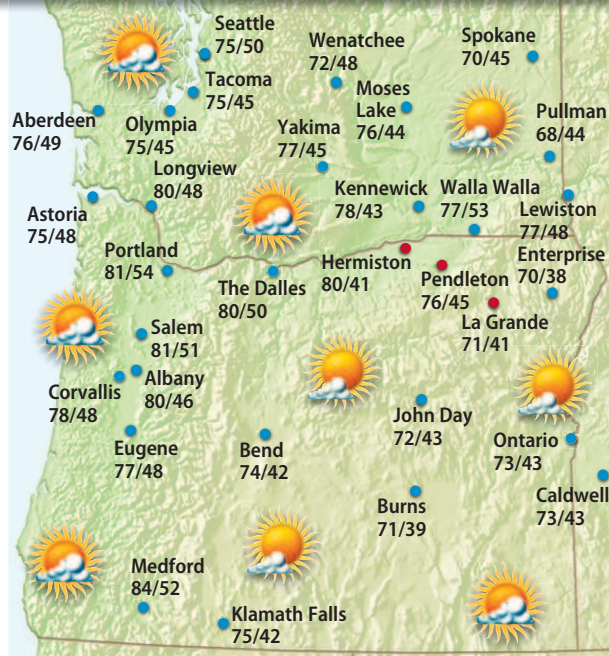 Seattle
75/50
Wenatchee
72/48
Spokane
70/45
Tacoma
75/45
Moses
Lake
76/44
Aberdeen
76/49
Olympia
75/45
Yakima
77/45
Pullman
68/44
Longview
80/48
Kennewick
78/43
Walla Walla
77/53
Lewiston
77/48
Astoria
75/48
Portland
81/54
The Dalles
80/50
Hermiston
80/41
Pendleton
76/45
Enterprise
70/38
La Grande
71/41
Salem
81/51
Albany
80/46
Corvallis
78/48
Eugene
77/48
Bend
74/42
John Day
72/43
Ontario
73/43
Caldwell
73/43
Burns
71/39
Medford
84/52
Klamath Falls
75/42